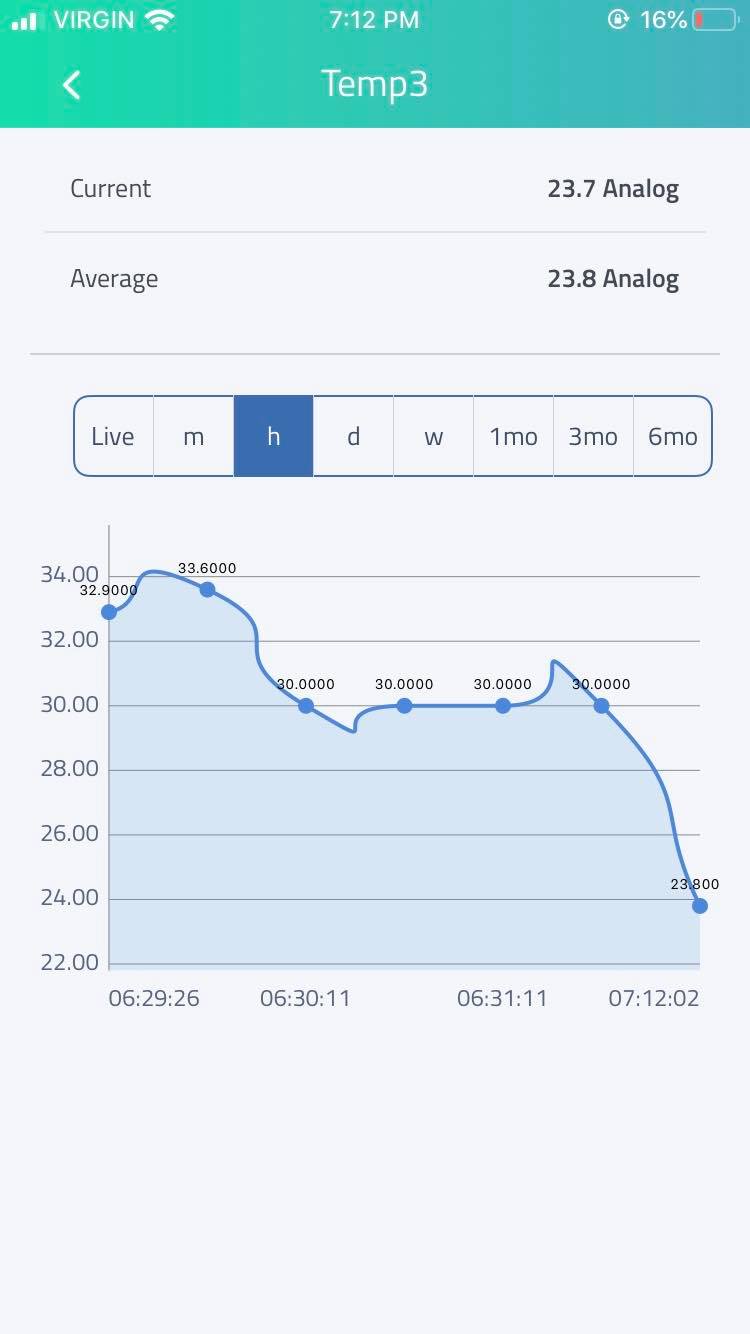 VIRGIN 7:12 PM 16%
Temp3
Current 23.7 Analog
Average 23.8 Analog
Live m h d w 1mo 3mo 6mo
34.00
32.9000 33.6000
32.00
30.0000 30.0000 30.0000 30.0000
30.00
28.00
26.00
23.800
24.00
22.00
06:29:26 06:30:11 06:31:11 07:12:02